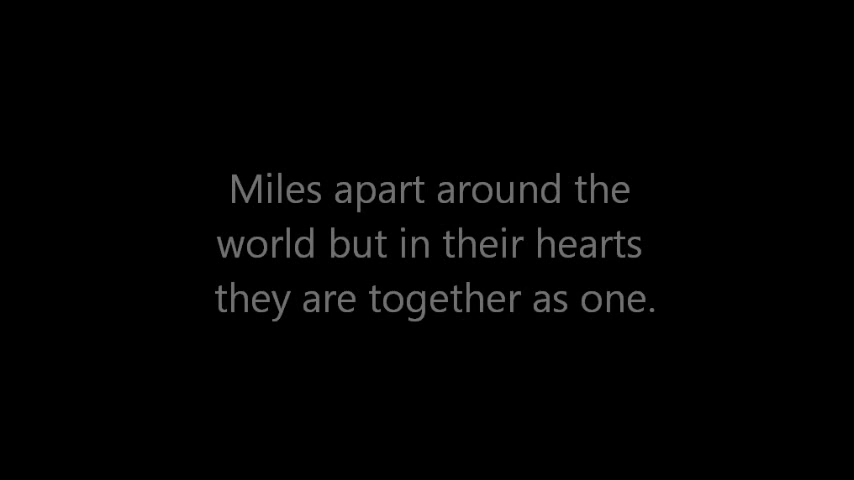 Miles apart around the
world but in their hearts
they are together as one.